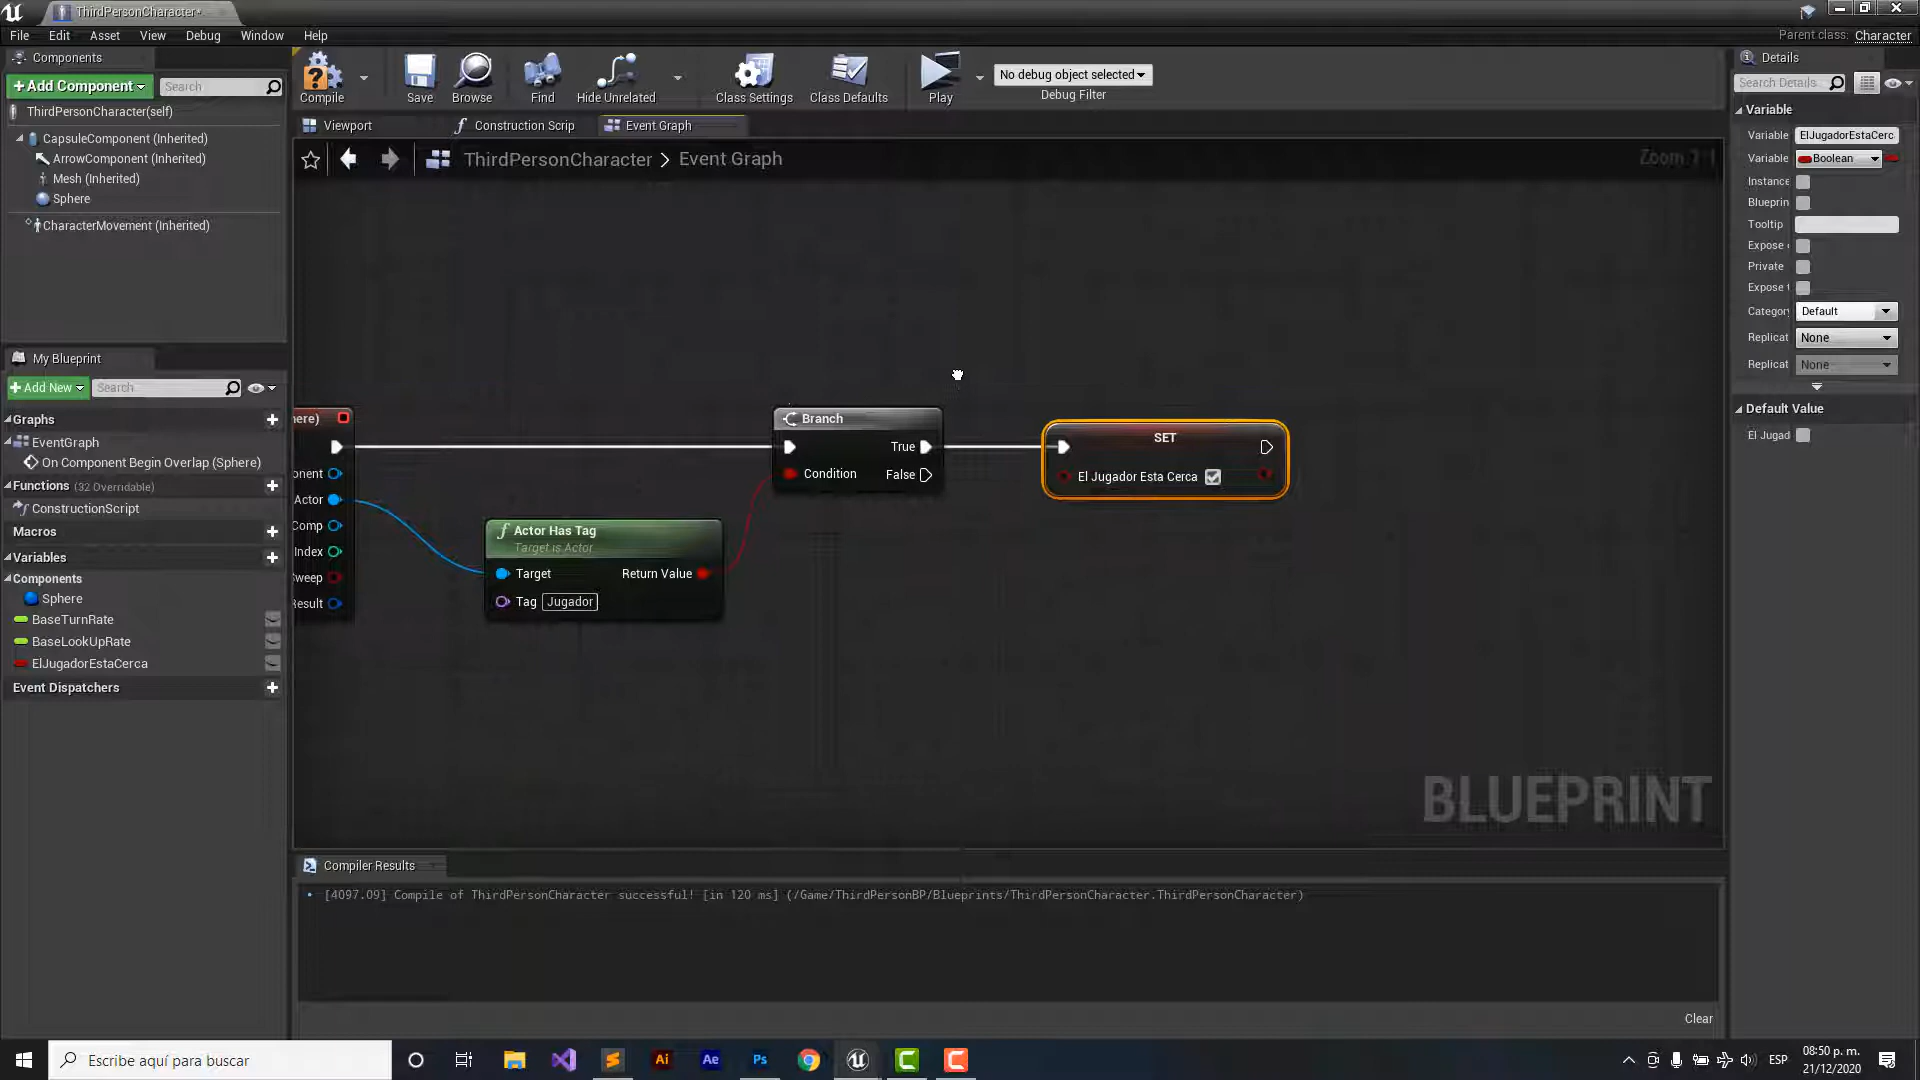 ThirdPersonCharacter*
File Edit Asset View Debug Window Help
Parent class: Character
Components
+Add Component
Search
ThirdPersonCharacter(self)
CapsuleComponent (Inherited)
ArrowComponent (Inherited)
Mesh (Inherited)
Sphere
CharacterMovement (Inherited)
Compile
Save
Browse
Find
Hide Unrelated
Class Settings
Class Defaults
Play
No debug object selected
Debug Filter
Viewport
Construction Scrip
Event Graph
ThirdPersonCharacter > Event Graph
My Blueprint
+Add New
Search
Graphs
EventGraph
On Component Begin Overlap (Sphere)
Functions (32 Overridable)
ConstructionScript
Macros
Variables
Components
Sphere
BaseTurnRate
BaseLookUpRate
ElJugadorEstaCerca
Event Dispatchers
here)
onent
Actor
Comp
Index
Sweep
Result
Actor Has Tag
Target is Actor
Target
Return Value
Tag Jugador
Branch
True
Condition
False
SET
El Jugador Esta Cerca
BLUEPRINT
Compiler Results
[4097.09] Compile of ThirdPersonCharacter successful! [in 120 ms] (/Game/ThirdPersonBP/Blueprints/ThirdPersonCharacter.ThirdPersonCharacter)
Clear
Details
Search Details
Variable
Variable ElJugadorEstaCerc
Variable Boolean
Instance
Blueprin
Tooltip
Expose
Private
Expose t
Categor Default
Replicat None
Replicat None
Default Value
El Jugad
Escribe aquí para buscar
Ai
Ae
Ps
ESP
08:50 p. m.
21/12/2020